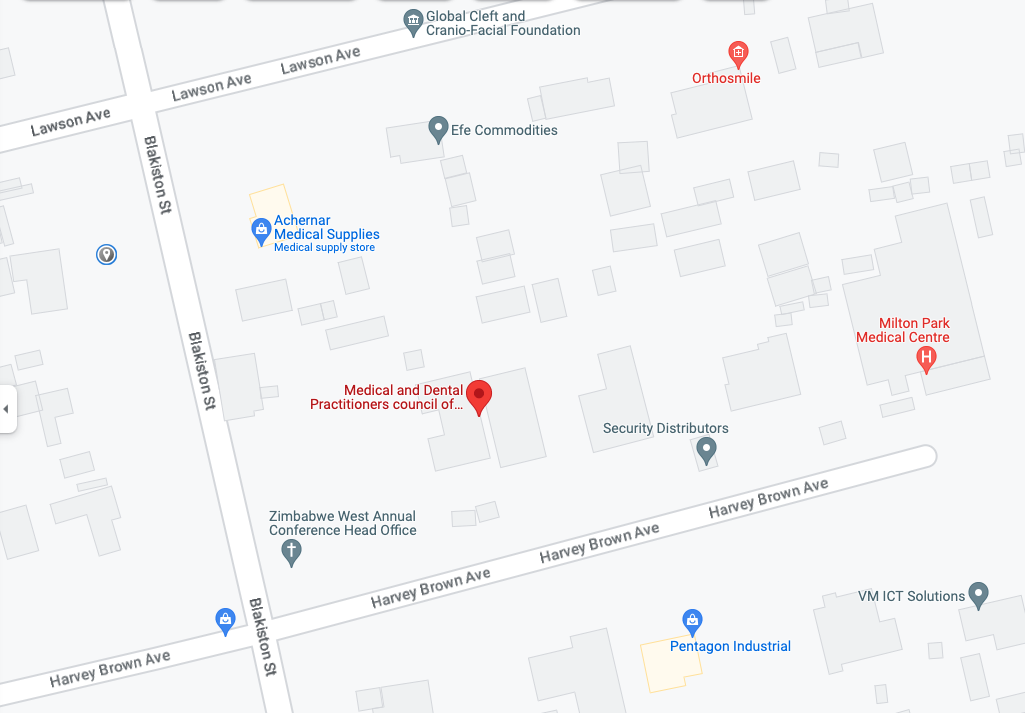 Global Cleft and
Cranio-Facial Foundation
Lawson Ave
Lawson Ave
Lawson Ave
Orthosmile
Efe Commodities
Blakiston St
Achernar
Medical Supplies
Medical supply store
Milton Park
Medical Centre
H
Blakiston St
Medical and Dental
Practitioners council of...
Security Distributors
Harvey Brown Ave
Zimbabwe West Annual
Conference Head Office
Harvey Brown Ave
Harvey Brown Ave
VM ICT Solutions
Blakiston St
Pentagon Industrial
Harvey Brown Ave